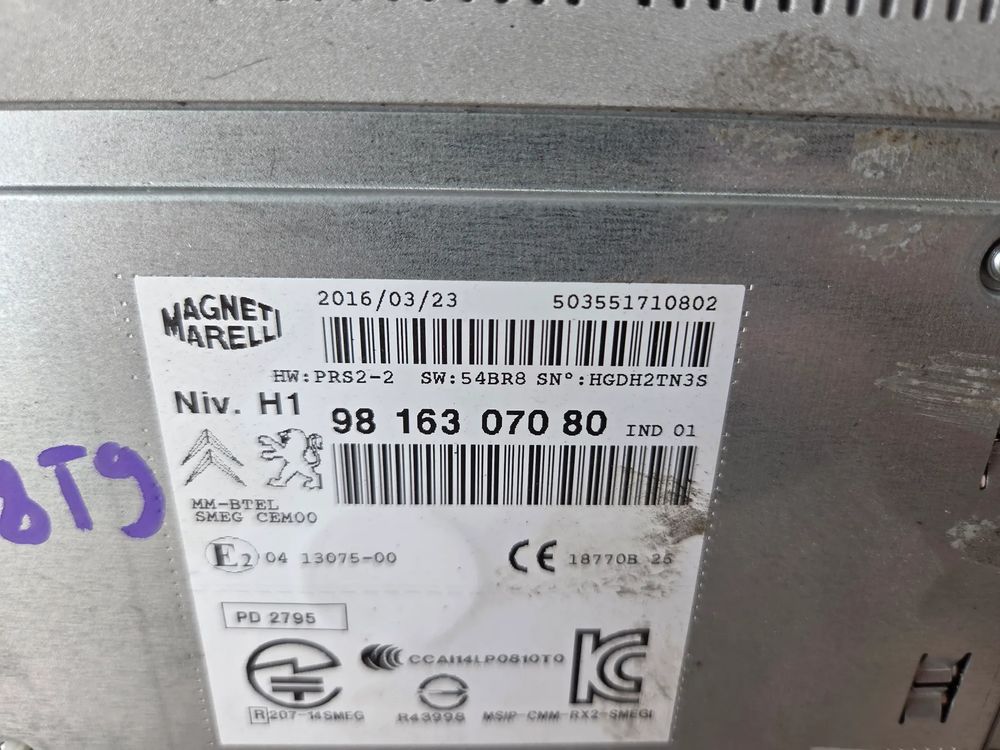 MAGNETI MARELLI
2016/03/23 503551710802
HW:PRS2-2 SW:54BR8 SN°:HGDH2TN3S
Niv. H1 98 163 070 80 IND 01
8T9
MM-BTEL
SMEG CEM00
E2 04 13075-00 CE 1877OB 25
PD 2795
CCAI14LP0810T0
R 207-14SMEG R43998 MSIP-CMM-RX2-SMEGI
H